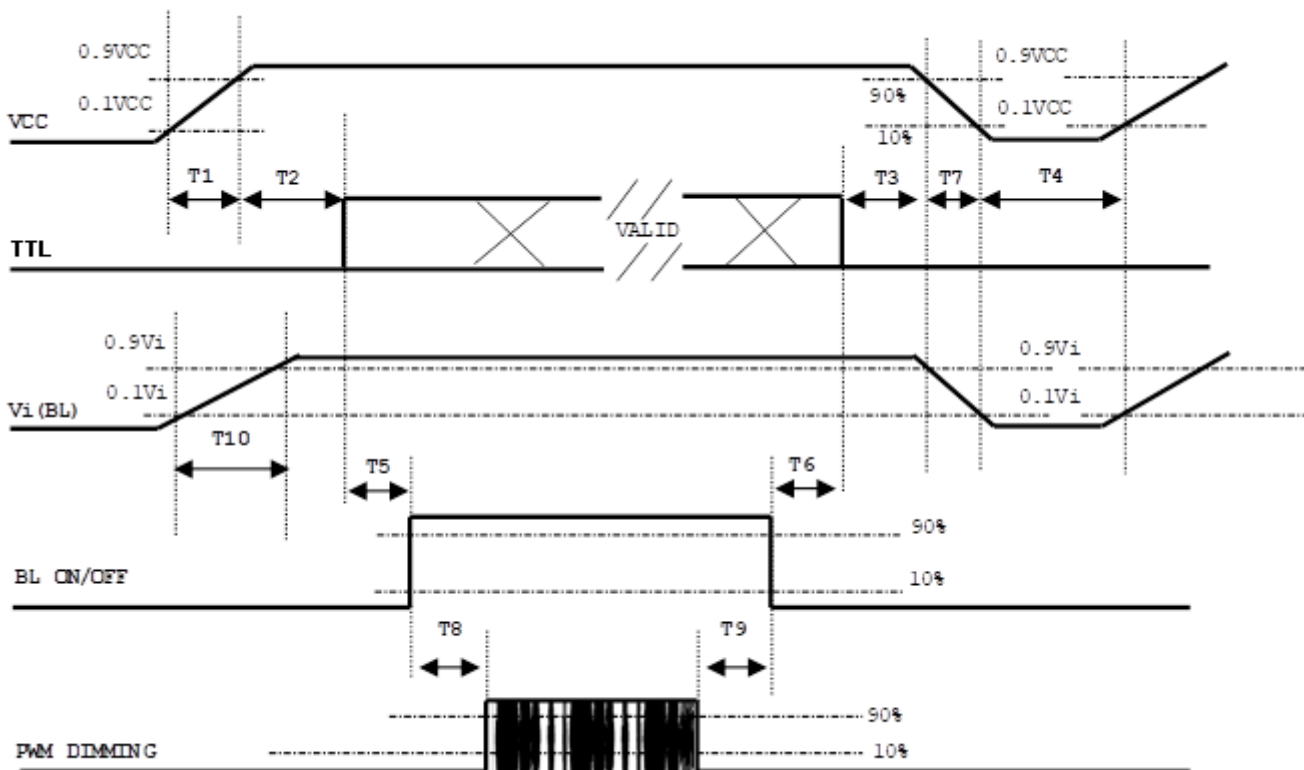 0.9VCC
0.9VCC
90%
0.1VCC
0.1VCC
VCC
10%
T1
T2
T3
T7
T4
VALID
TTL
0.9Vi
0.9Vi
0.1Vi
0.1Vi
Vi(BL)
T10
T5
T6
90%
BL ON/OFF
10%
T8
T9
90%
PWM DIMMING
10%